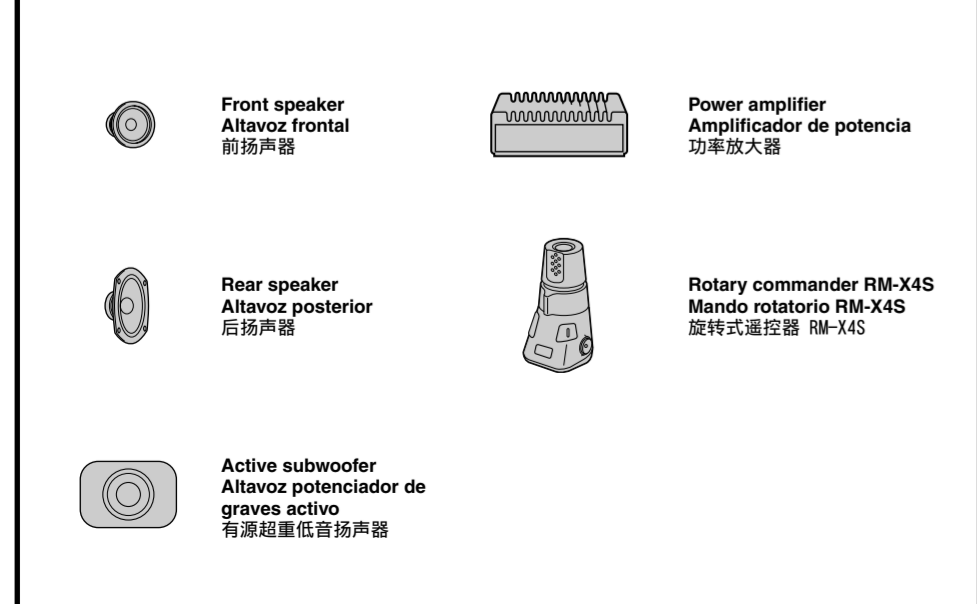 Front speaker
Altavoz frontal
前扬声器
Power amplifier
Amplificador de potencia
功率放大器
Rear speaker
Altavoz posterior
后扬声器
Rotary commander RM-X4S
Mando rotatorio RM-X4S
旋转式遥控器 RM-X4S
Active subwoofer
Altavoz potenciador de
graves activo
有源超重低音扬声器